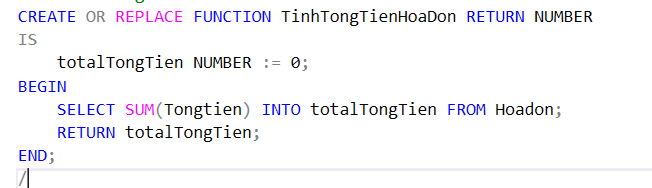 CREATE OR REPLACE FUNCTION TinhTongTienHoaDon RETURN NUMBER
IS
    totalTongTien NUMBER := 0;
BEGIN
    SELECT SUM(Tongtien) INTO totalTongTien FROM Hoadon;
    RETURN totalTongTien;
END;
/